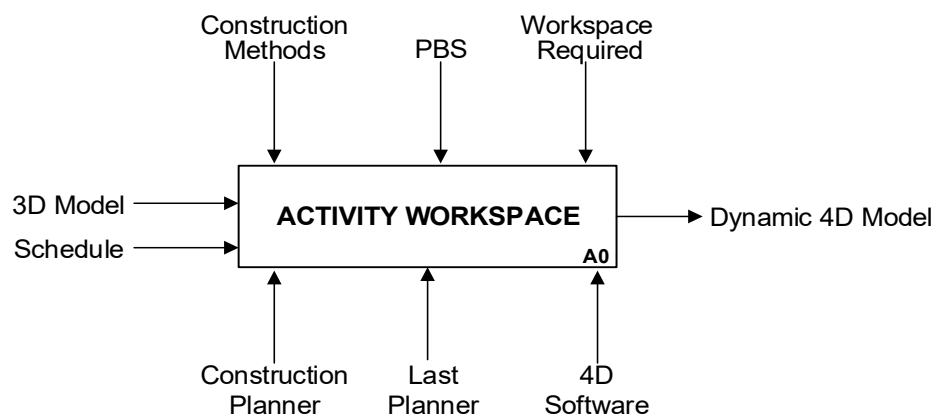 Construction
Methods
PBS
Workspace
Required
3D Model
Schedule
ACTIVITY WORKSPACE
A0
Dynamic 4D Model
Construction
Planner
Last
Planner
4D
Software